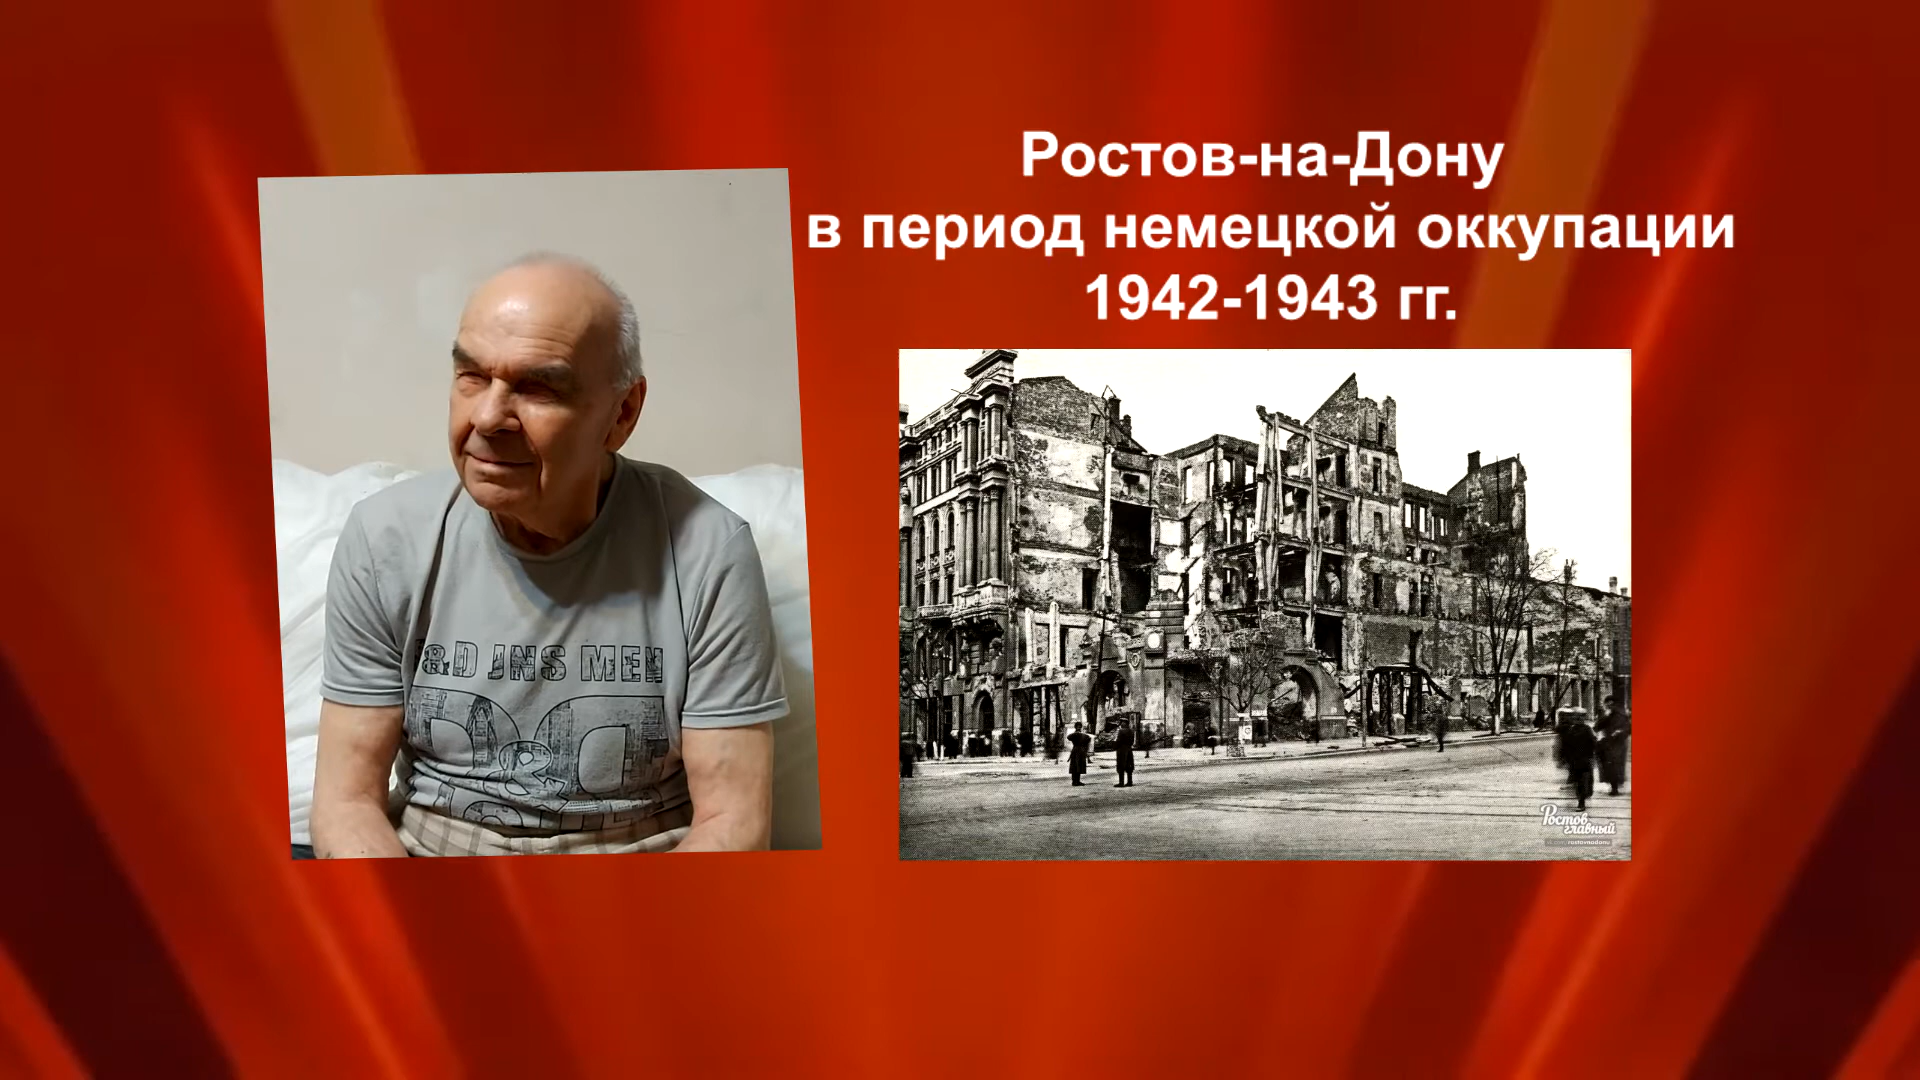 Ростов-на-Дону
в период немецкой оккупации
1942-1943 гг.
&D JNS MEN
D&D
Ростов
главный